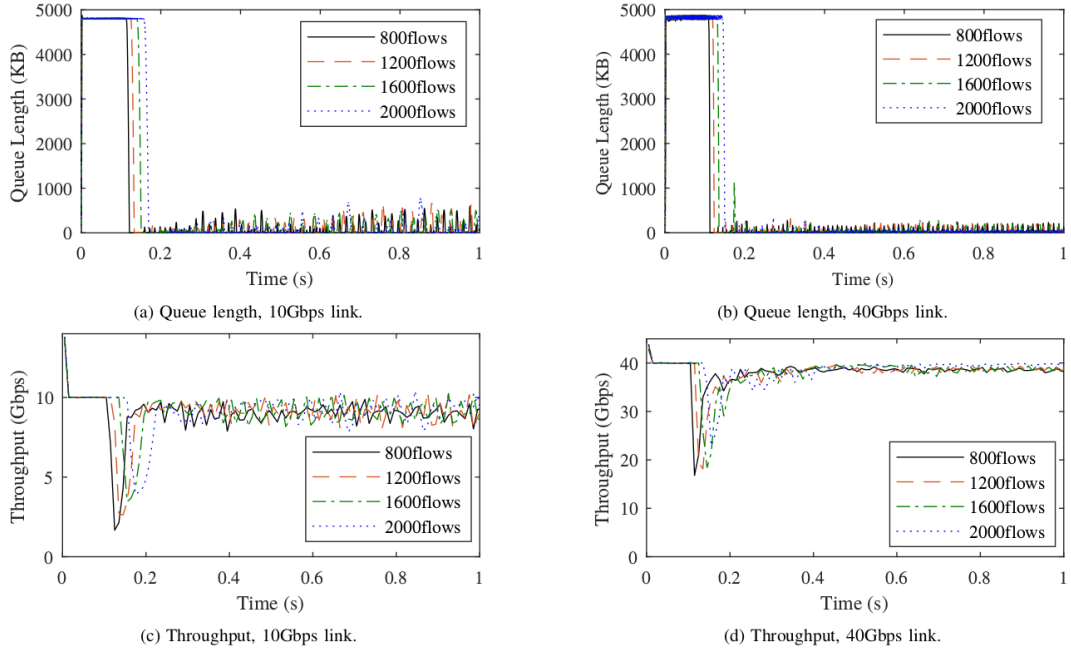 5000
4000
3000
2000
1000
0
Queue Length (KB)
800flows
1200flows
1600flows
2000flows
0 0.2 0.4 0.6 0.8 1
Time (s)
(a) Queue length, 10Gbps link.
5000
4000
3000
2000
1000
0
Queue Length (KB)
800flows
1200flows
1600flows
2000flows
0 0.2 0.4 0.6 0.8 1
Time (s)
(b) Queue length, 40Gbps link.
10
5
0
Throughput (Gbps)
800flows
1200flows
1600flows
2000flows
0 0.2 0.4 0.6 0.8 1
Time (s)
(c) Throughput, 10Gbps link.
40
30
20
10
0
Throughput (Gbps)
800flows
1200flows
1600flows
2000flows
0 0.2 0.4 0.6 0.8 1
Time (s)
(d) Throughput, 40Gbps link.